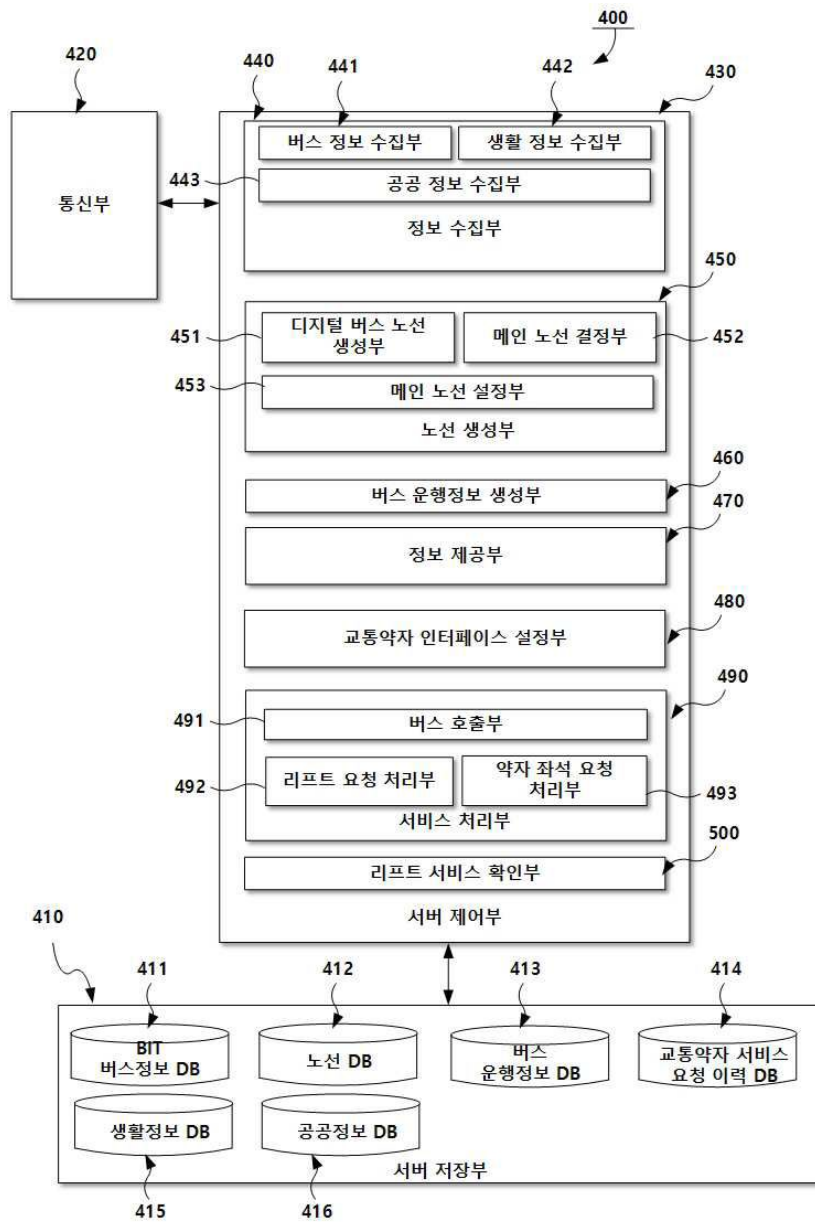 400
420
440
441
442
430
버스 정보 수집부
생활 정보 수집부
443
공공 정보 수집부
통신부
정보 수집부
450
451
디지털 버스 노선
생성부
메인 노선 결정부
452
453
메인 노선 설정부
노선 생성부
460
버스 운행정보 생성부
470
정보 제공부
480
교통약자 인터페이스 설정부
490
491
버스 호출부
492
리프트 요청 처리부
약자 좌석 요청
처리부
493
서비스 처리부
500
리프트 서비스 확인부
서버 제어부
410
411
412
413
414
BIT
버스정보 DB
노선 DB
버스
운행정보 DB
교통약자 서비스
요청 이력 DB
생활정보 DB
공공정보 DB
서버 저장부
415
416